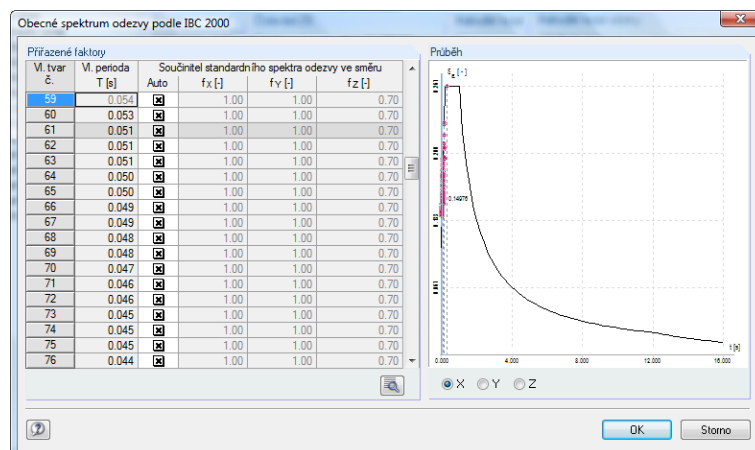 Obecné spektrum odezvy podle IBC 2000
Přiřazené faktory
Vl. tvar Vl. perioda Součinitel standardního spektra odezvy ve směru
č. T [s] Auto fX [-] fY [-] fZ [-]
59 0.054 1.00 1.00 0.70
60 0.053 1.00 1.00 0.70
61 0.051 1.00 1.00 0.70
62 0.051 1.00 1.00 0.70
63 0.051 1.00 1.00 0.70
64 0.050 1.00 1.00 0.70
65 0.050 1.00 1.00 0.70
66 0.049 1.00 1.00 0.70
67 0.049 1.00 1.00 0.70
68 0.048 1.00 1.00 0.70
69 0.048 1.00 1.00 0.70
70 0.047 1.00 1.00 0.70
71 0.046 1.00 1.00 0.70
72 0.046 1.00 1.00 0.70
73 0.045 1.00 1.00 0.70
74 0.045 1.00 1.00 0.70
75 0.045 1.00 1.00 0.70
76 0.044 1.00 1.00 0.70
Průběh
Sa [-]
0.14976
t [s]
0.000 4.000 8.000 12.000 16.000
X Y Z
OK Storno